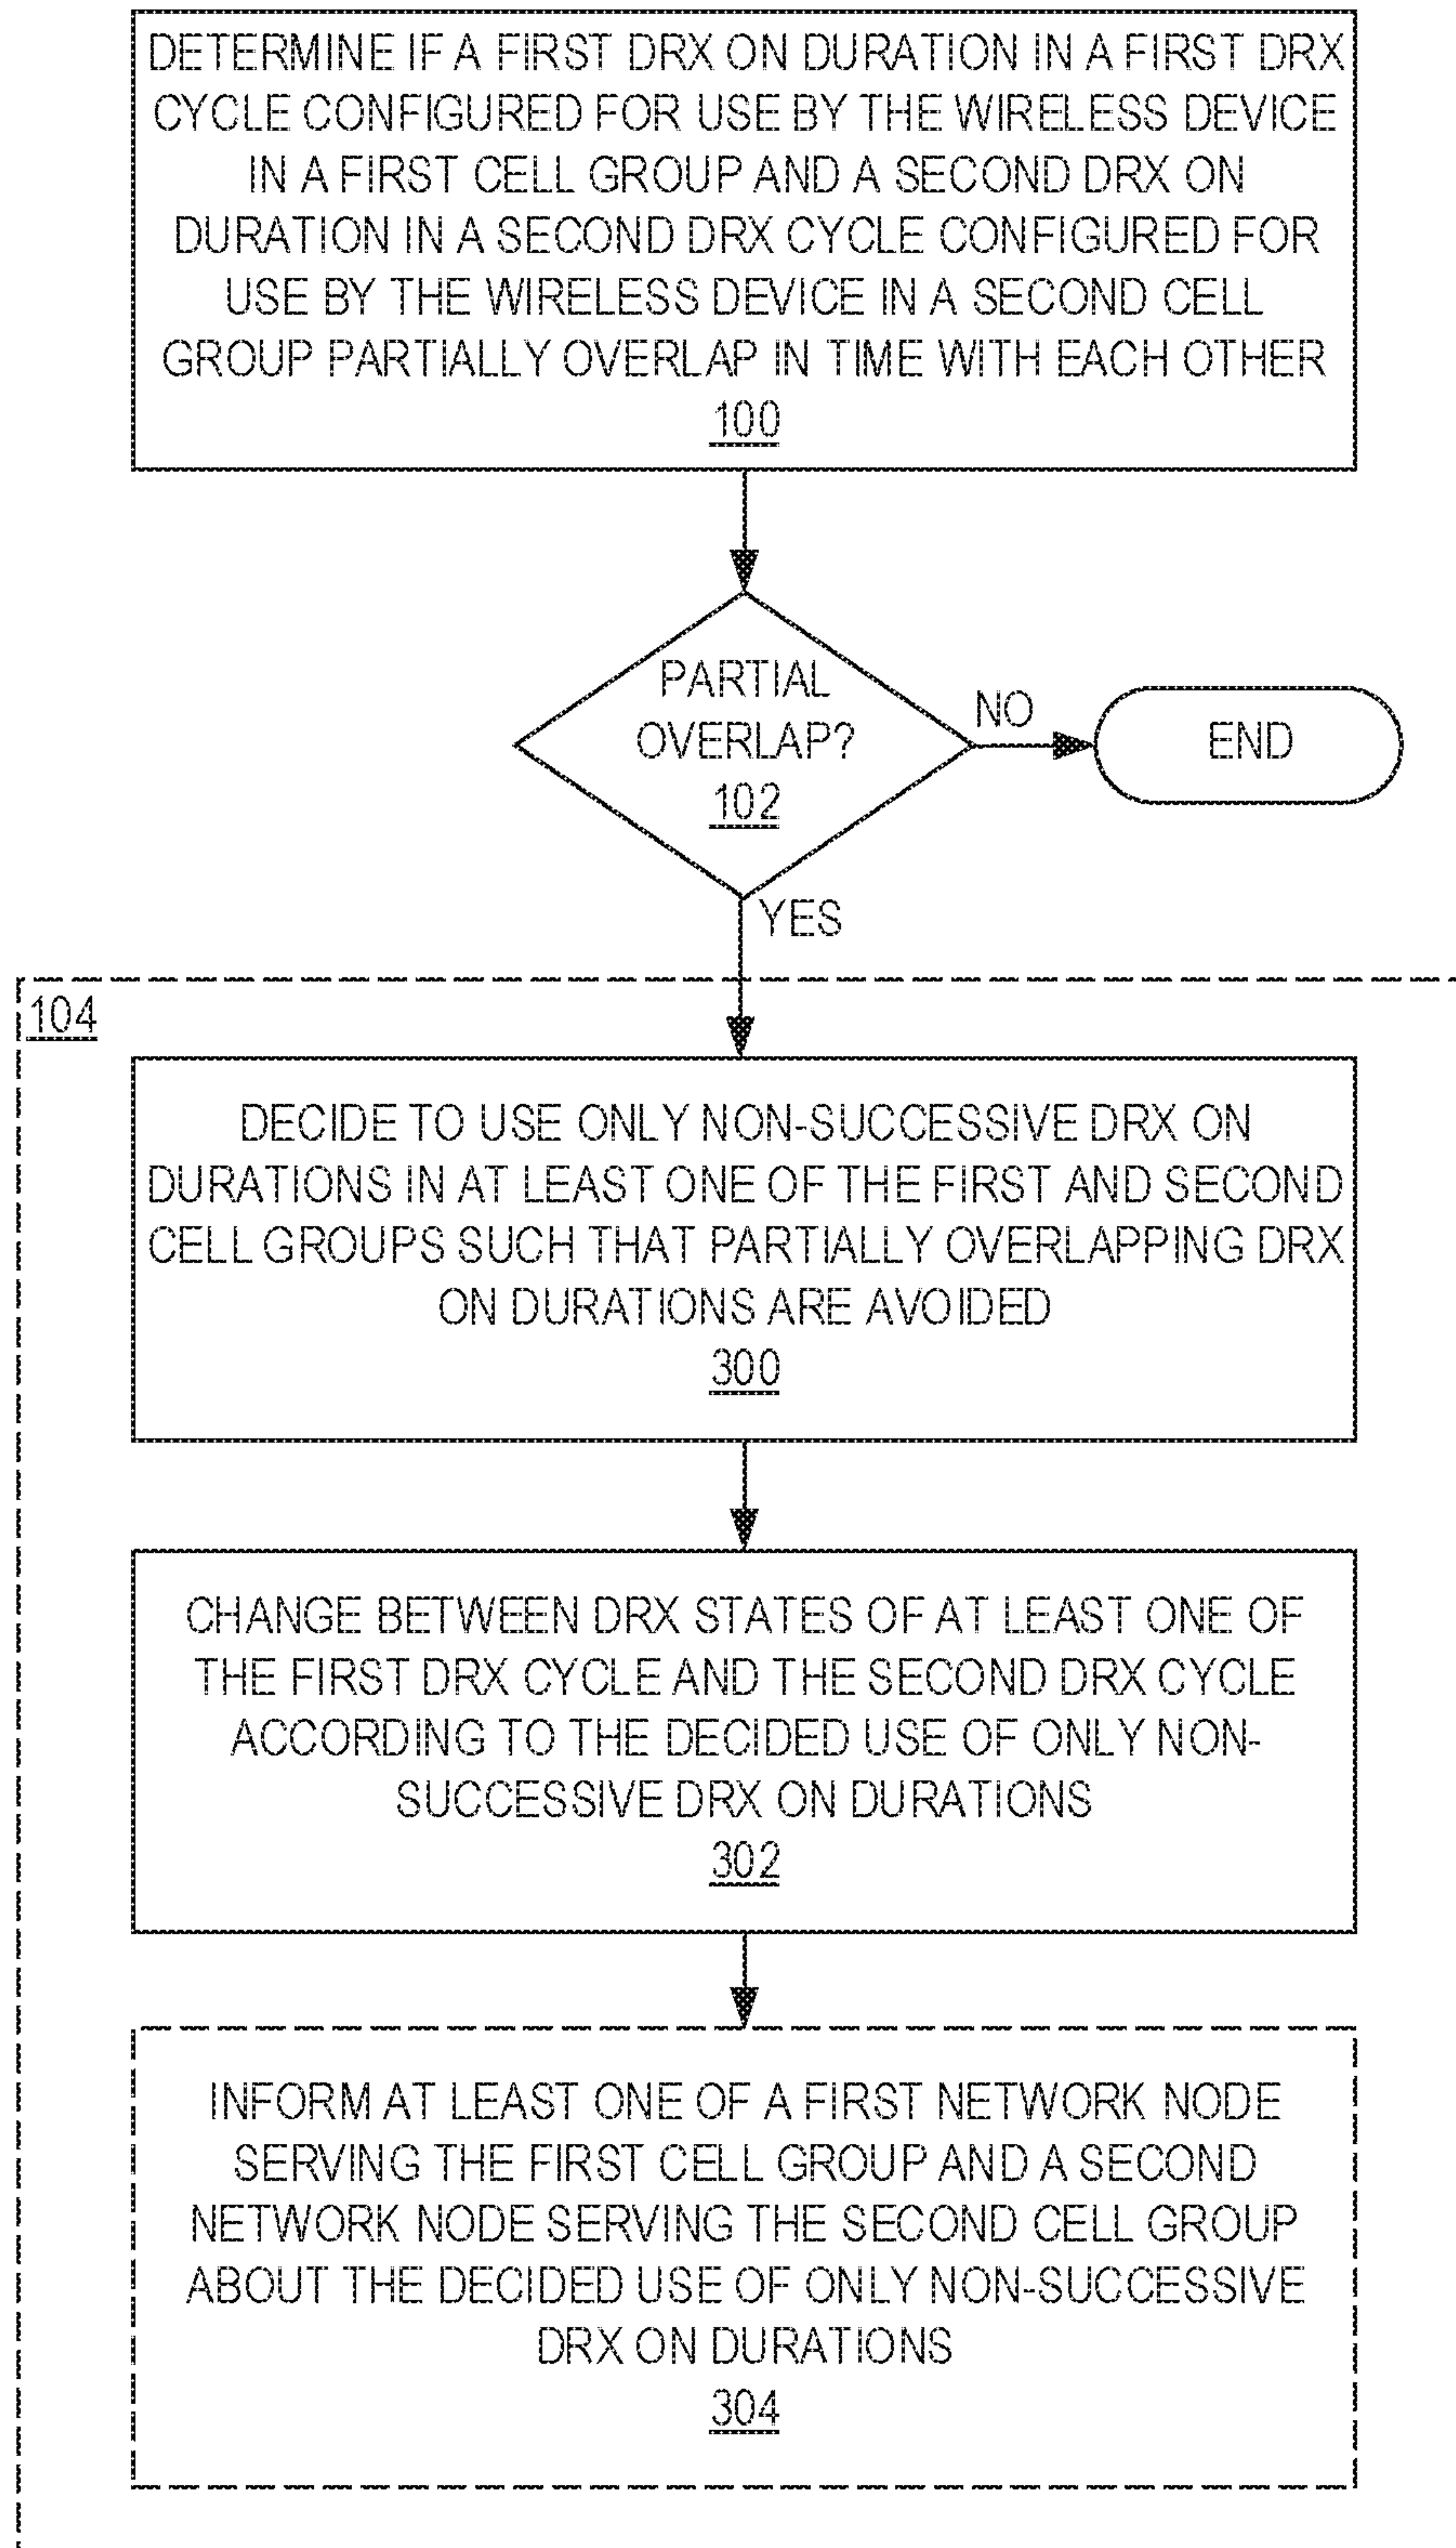 DETERMINE IF A FIRST DRX ON DURATION IN A FIRST DRX
CYCLE CONFIGURED FOR USE BY THE WIRELESS DEVICE
IN A FIRST CELL GROUP AND A SECOND DRX ON
DURATION IN A SECOND DRX CYCLE CONFIGURED FOR
USE BY THE WIRELESS DEVICE IN A SECOND CELL
GROUP PARTIALLY OVERLAP IN TIME WITH EACH OTHER
100
PARTIAL
OVERLAP?
102
NO
END
YES
104
DECIDE TO USE ONLY NON-SUCCESSIVE DRX ON
DURATIONS IN AT LEAST ONE OF THE FIRST AND SECOND
CELL GROUPS SUCH THAT PARTIALLY OVERLAPPING DRX
ON DURATIONS ARE AVOIDED
300
CHANGE BETWEEN DRX STATES OF AT LEAST ONE OF
THE FIRST DRX CYCLE AND THE SECOND DRX CYCLE
ACCORDING TO THE DECIDED USE OF ONLY NON-
SUCCESSIVE DRX ON DURATIONS
302
INFORM AT LEAST ONE OF A FIRST NETWORK NODE
SERVING THE FIRST CELL GROUP AND A SECOND
NETWORK NODE SERVING THE SECOND CELL GROUP
ABOUT THE DECIDED USE OF ONLY NON-SUCCESSIVE
DRX ON DURATIONS
304